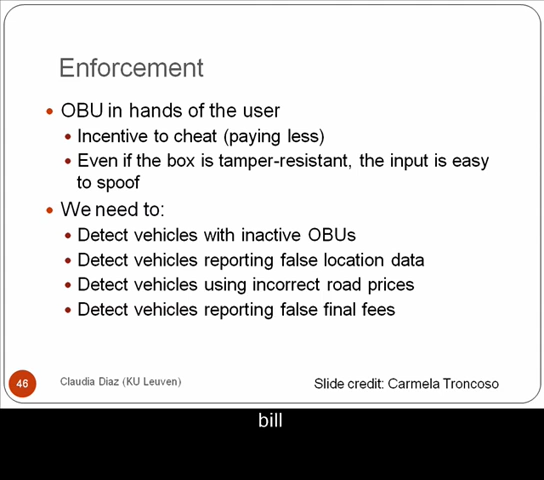 Enforcement
• OBU in hands of the user
• Incentive to cheat (paying less)
• Even if the box is tamper-resistant, the input is easy
to spoof
• We need to:
• Detect vehicles with inactive OBUs
• Detect vehicles reporting false location data
• Detect vehicles using incorrect road prices
• Detect vehicles reporting false final fees
46 Claudia Diaz (KU Leuven) Slide credit: Carmela Troncoso
bill